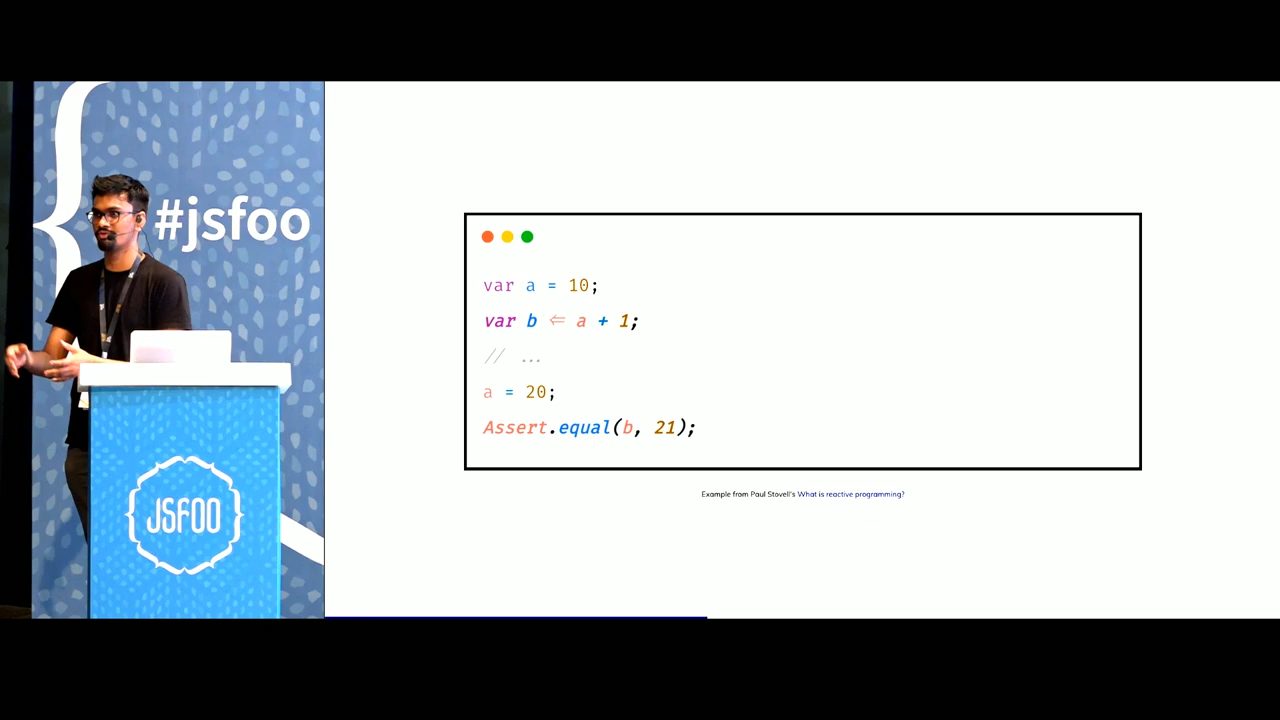 #jsfoo
JSFOO
var a = 10;
var b ⇐ a + 1;
// ...
a = 20;
Assert.equal(b, 21);
Example from Paul Stovell's What is reactive programming?